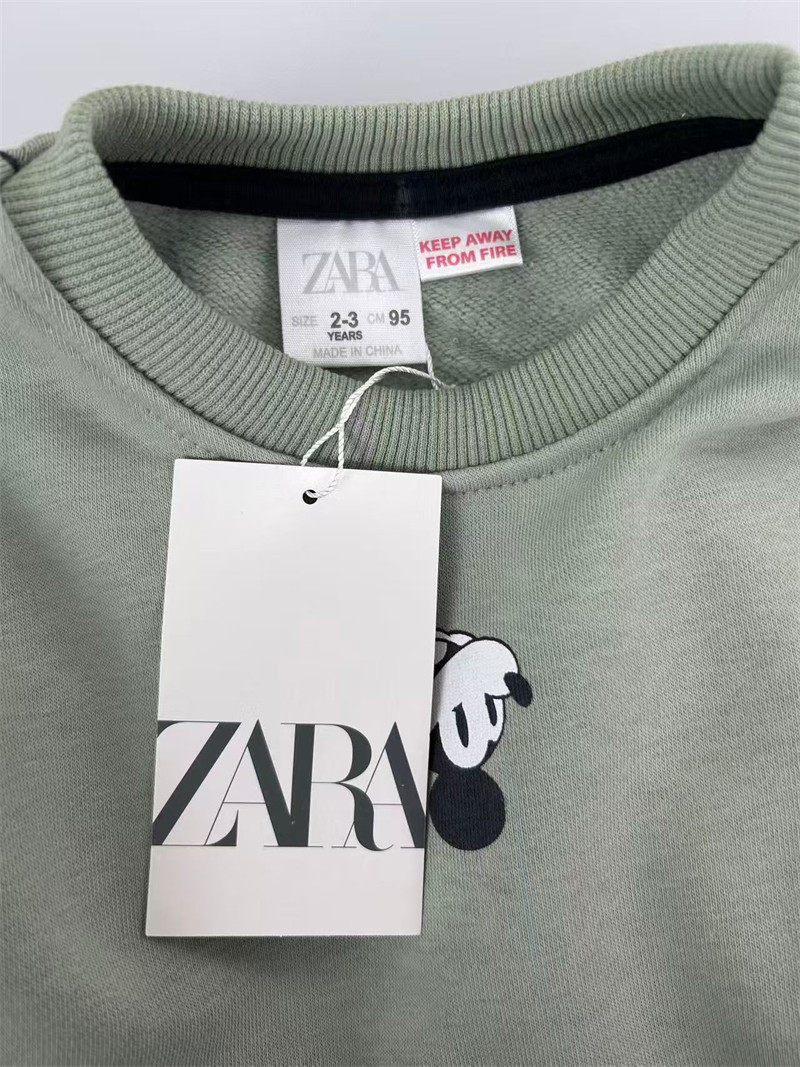 ZARA
SIZE 2-3 CM 95
YEARS
MADE IN CHINA
KEEP AWAY
FROM FIRE
ZARA